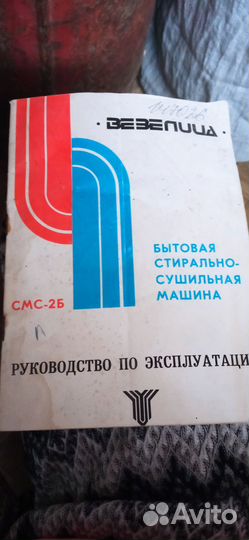 · ВЕЗЕЛИЦА ·
БЫТОВАЯ
СТИРАЛЬНО-
СУШИЛЬНАЯ
МАШИНА
СМС-2Б
РУКОВОДСТВО ПО ЭКСПЛУАТАЦИ
Avito